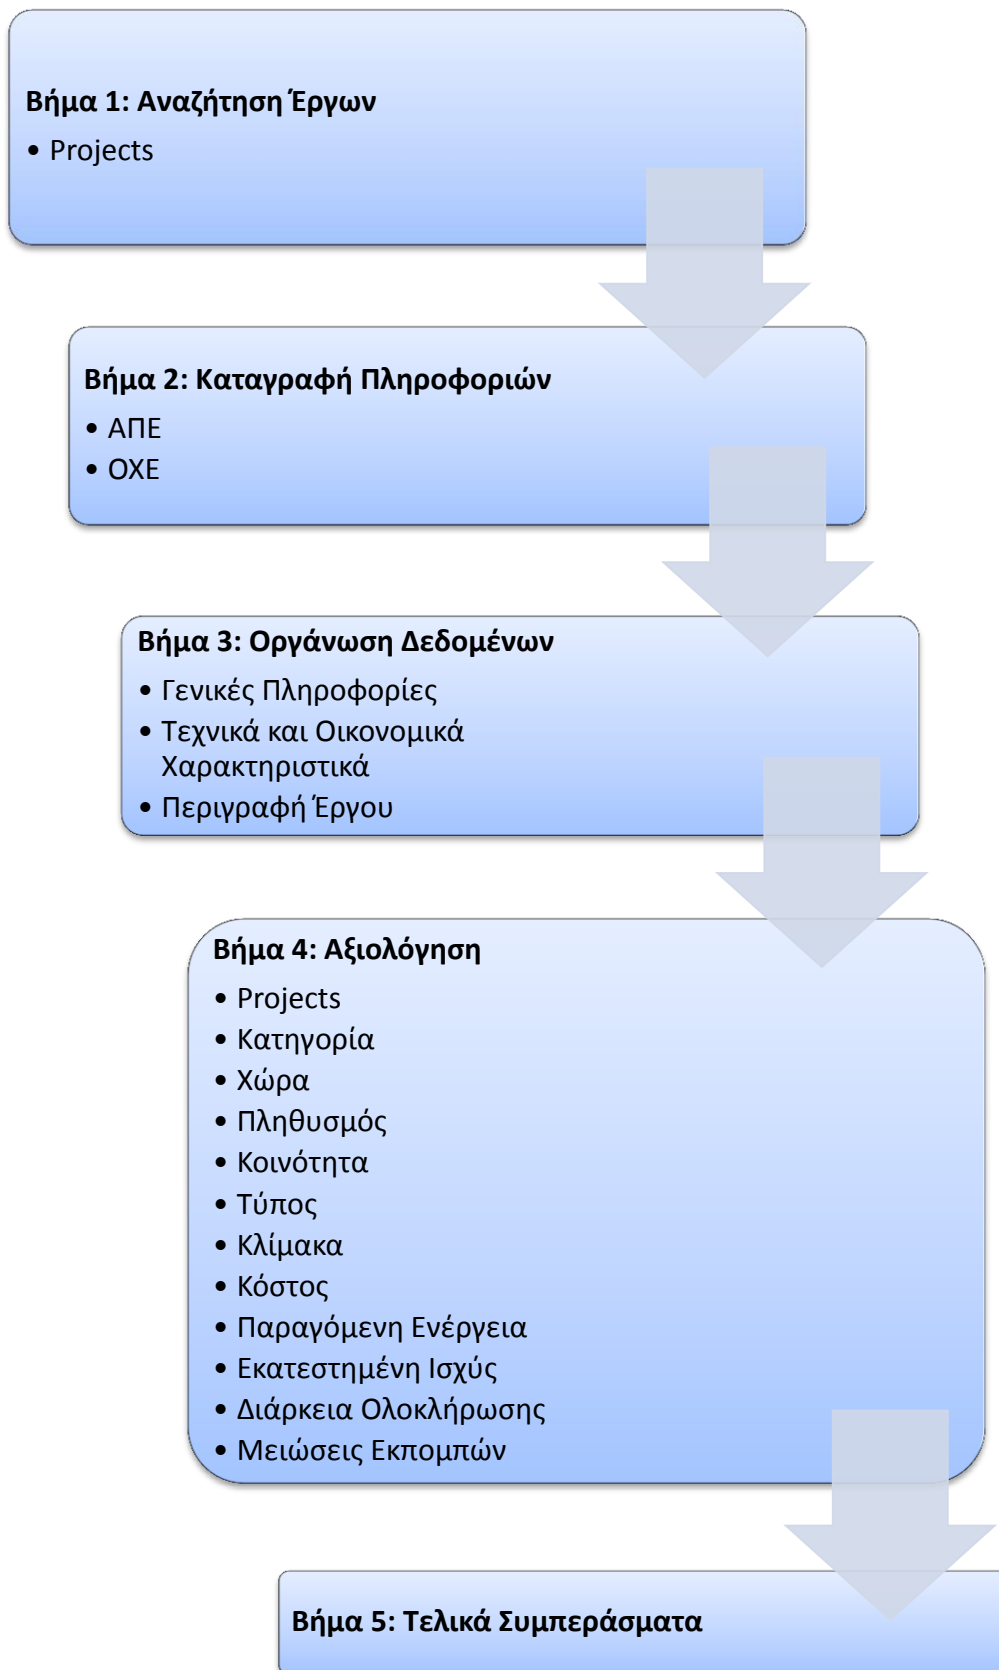 Βήμα 1: Αναζήτηση Έργων
• Projects
Βήμα 2: Καταγραφή Πληροφοριών
• ΑΠΕ
• ΟΧΕ
Βήμα 3: Οργάνωση Δεδομένων
• Γενικές Πληροφορίες
• Τεχνικά και Οικονομικά
Χαρακτηριστικά
• Περιγραφή Έργου
Βήμα 4: Αξιολόγηση
• Projects
• Κατηγορία
• Χώρα
• Πληθυσμός
• Κοινότητα
• Τύπος
• Κλίμακα
• Κόστος
• Παραγόμενη Ενέργεια
• Εκατεστημένη Ισχύς
• Διάρκεια Ολοκλήρωσης
• Μειώσεις Εκπομπών
Βήμα 5: Τελικά Συμπεράσματα